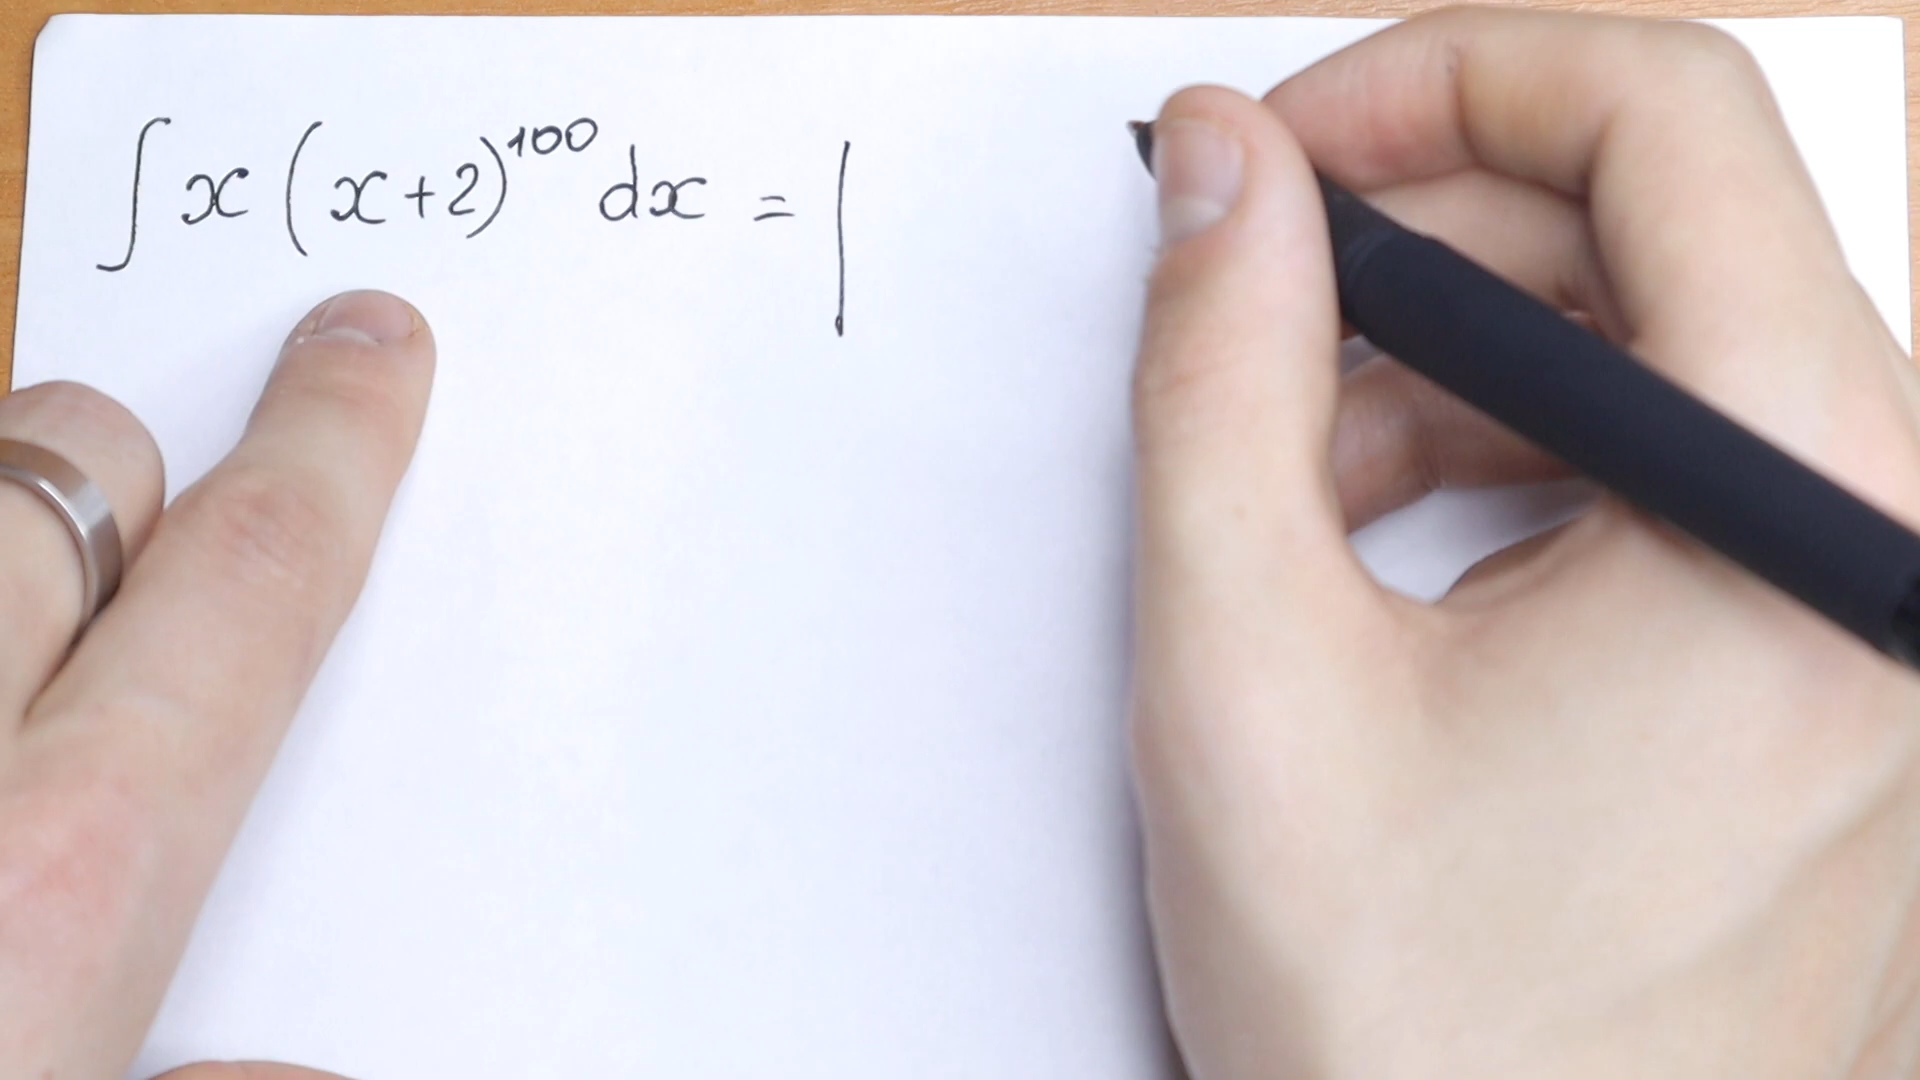 ∫ x (x+2)^100 dx = |